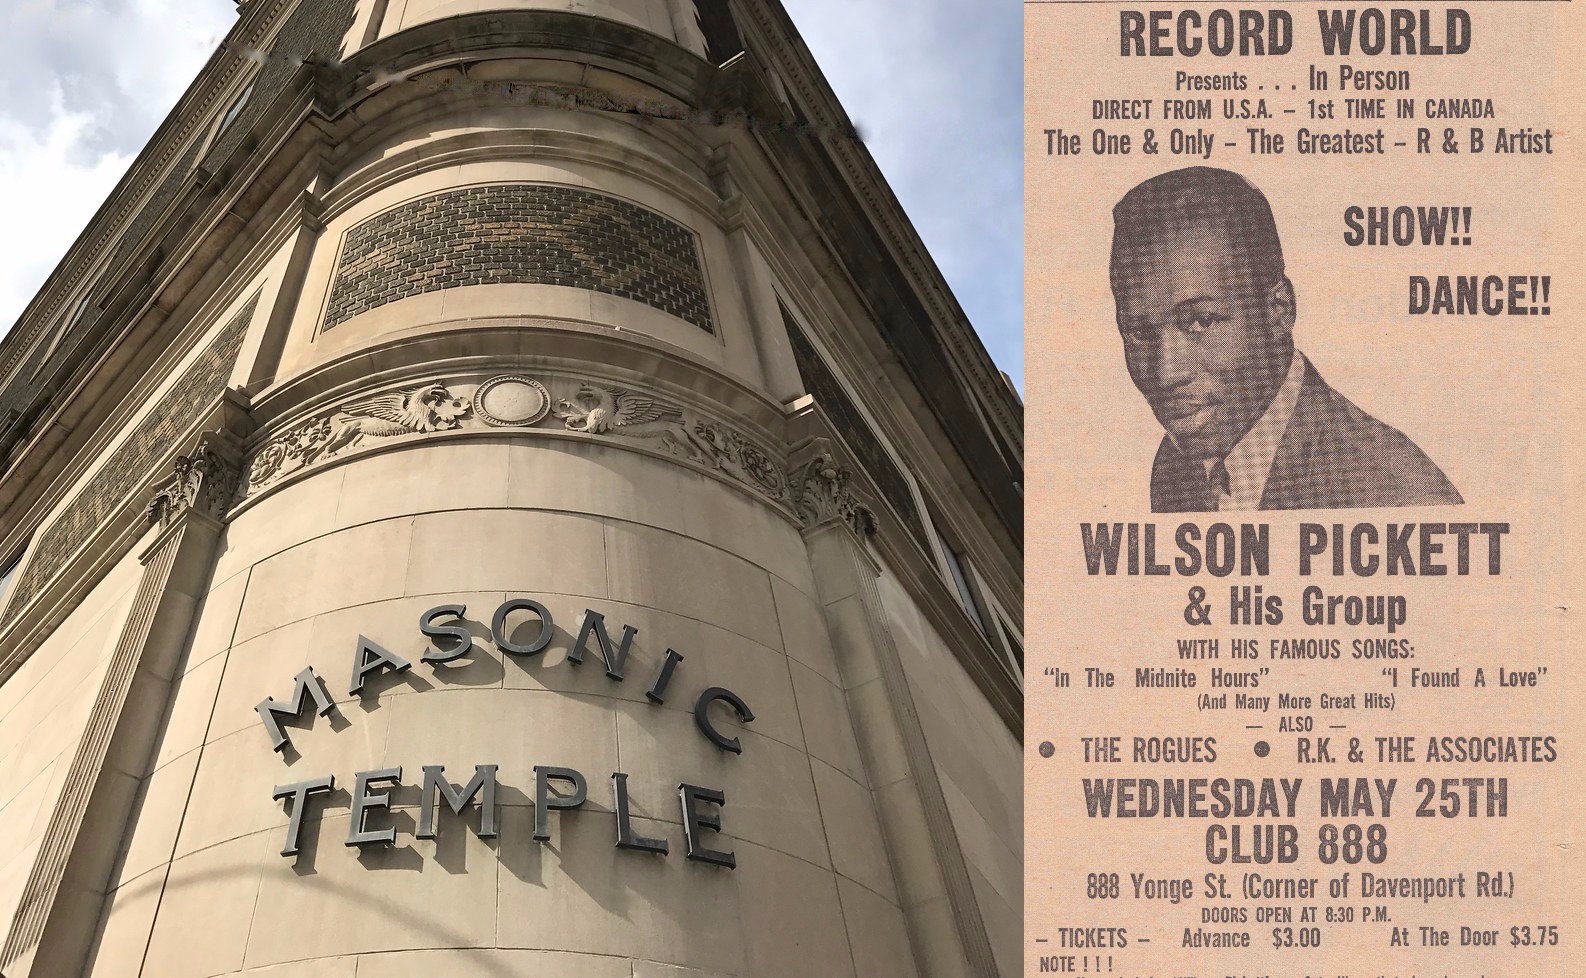 MASONIC
TEMPLE
RECORD WORLD
Presents . . . In Person
DIRECT FROM U.S.A. – 1st TIME IN CANADA
The One & Only – The Greatest – R & B Artist
SHOW!!
DANCE!!
WILSON PICKETT
& His Group
WITH HIS FAMOUS SONGS:
“In The Midnite Hours” “I Found A Love”
(And Many More Great Hits)
— ALSO —
● THE ROGUES ● R.K. & THE ASSOCIATES
WEDNESDAY MAY 25TH
CLUB 888
888 Yonge St. (Corner of Davenport Rd.)
DOORS OPEN AT 8:30 P.M.
– TICKETS – Advance $3.00 At The Door $3.75
NOTE ! ! !